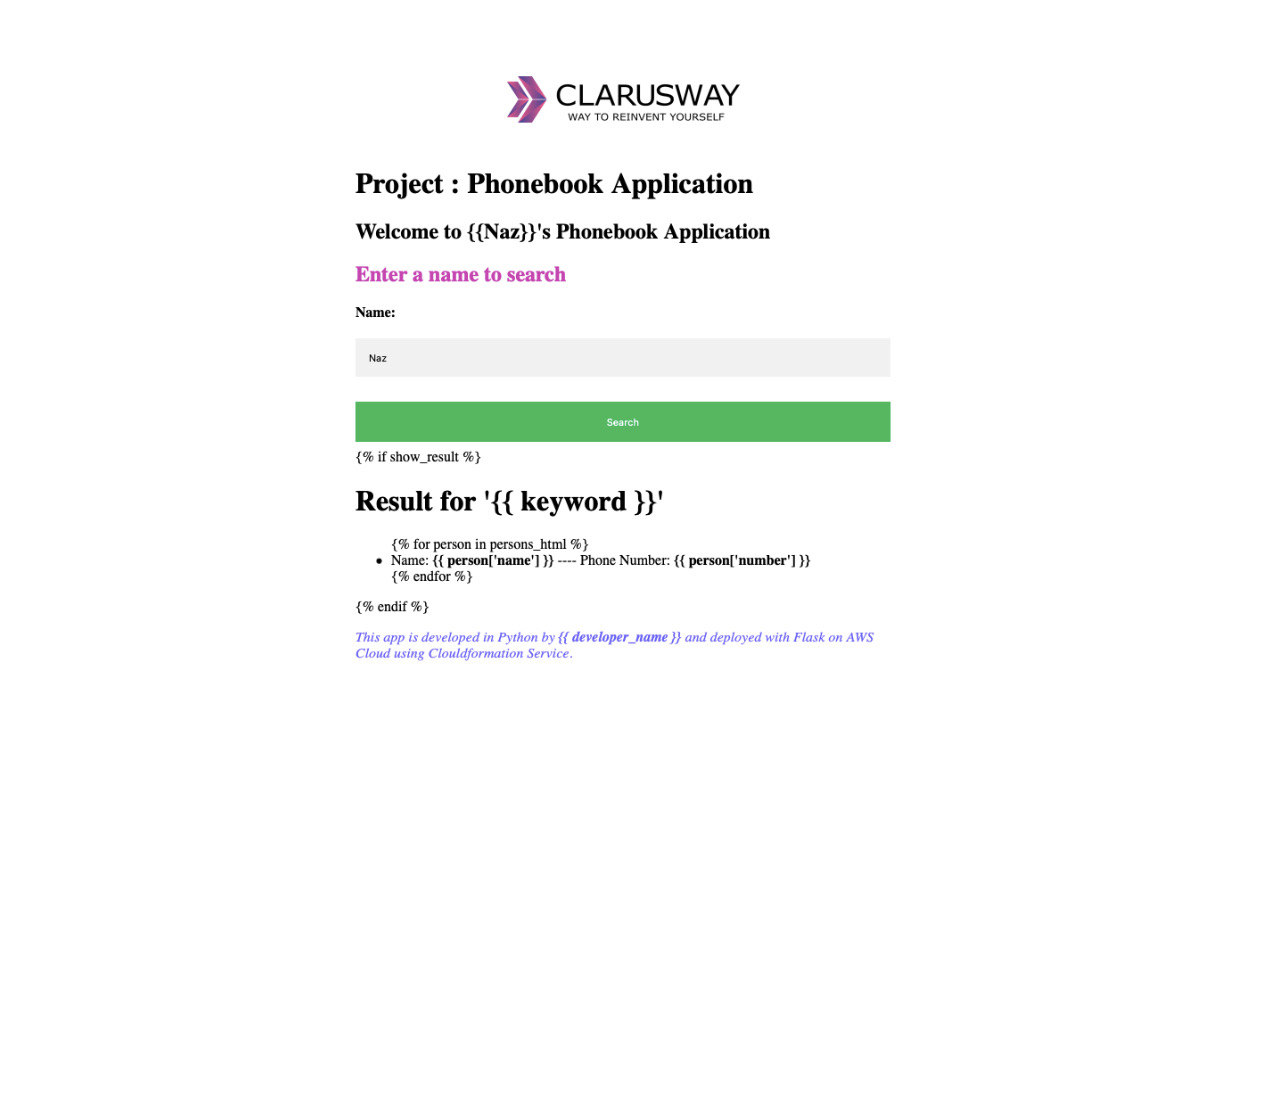 CLARUSWAY
WAY TO REINVENT YOURSELF
Project : Phonebook Application
Welcome to {{Naz}}'s Phonebook Application
Enter a name to search
Name:
Naz
Search
{% if show_result %}
Result for '{{ keyword }}'
{% for person in persons_html %}
• Name: {{ person['name'] }} ---- Phone Number: {{ person['number'] }}
{% endfor %}
{% endif %}
This app is developed in Python by {{ developer_name }} and deployed with Flask on AWS
Cloud using Clouldformation Service.